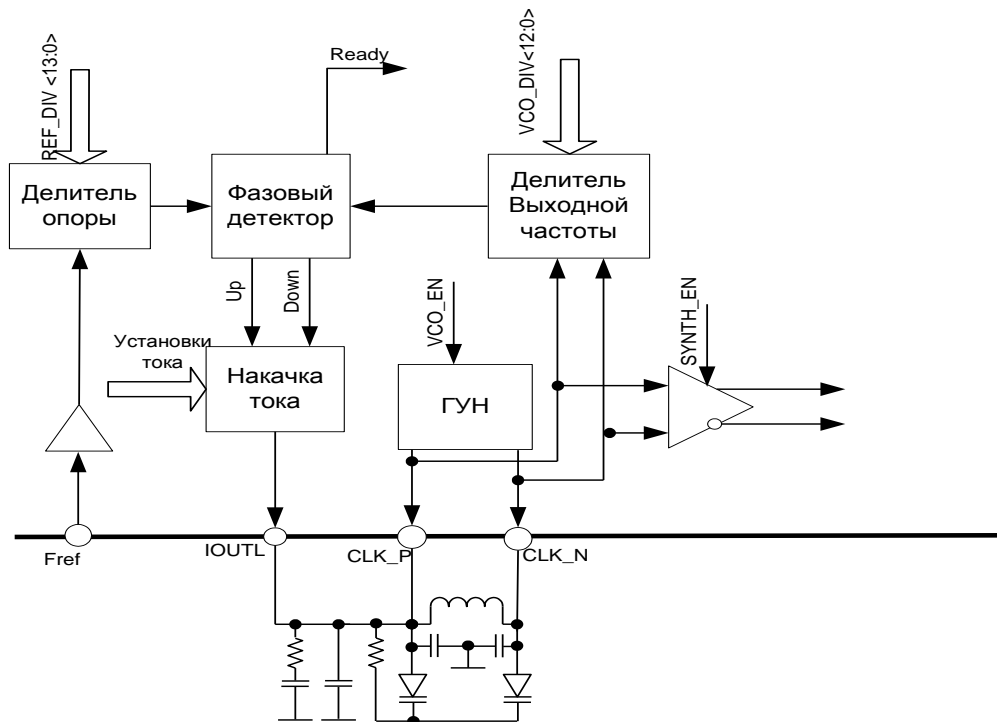 REF_DIV <13:0>
Ready
VCO_DIV<12:0>
Делитель
опоры
Фазовый
детектор
Делитель
Выходной
частоты
Up
Down
VCO_EN
SYNTH_EN
Установки
тока
Накачка
тока
ГУН
Fref
IOUTL
CLK_P
CLK_N